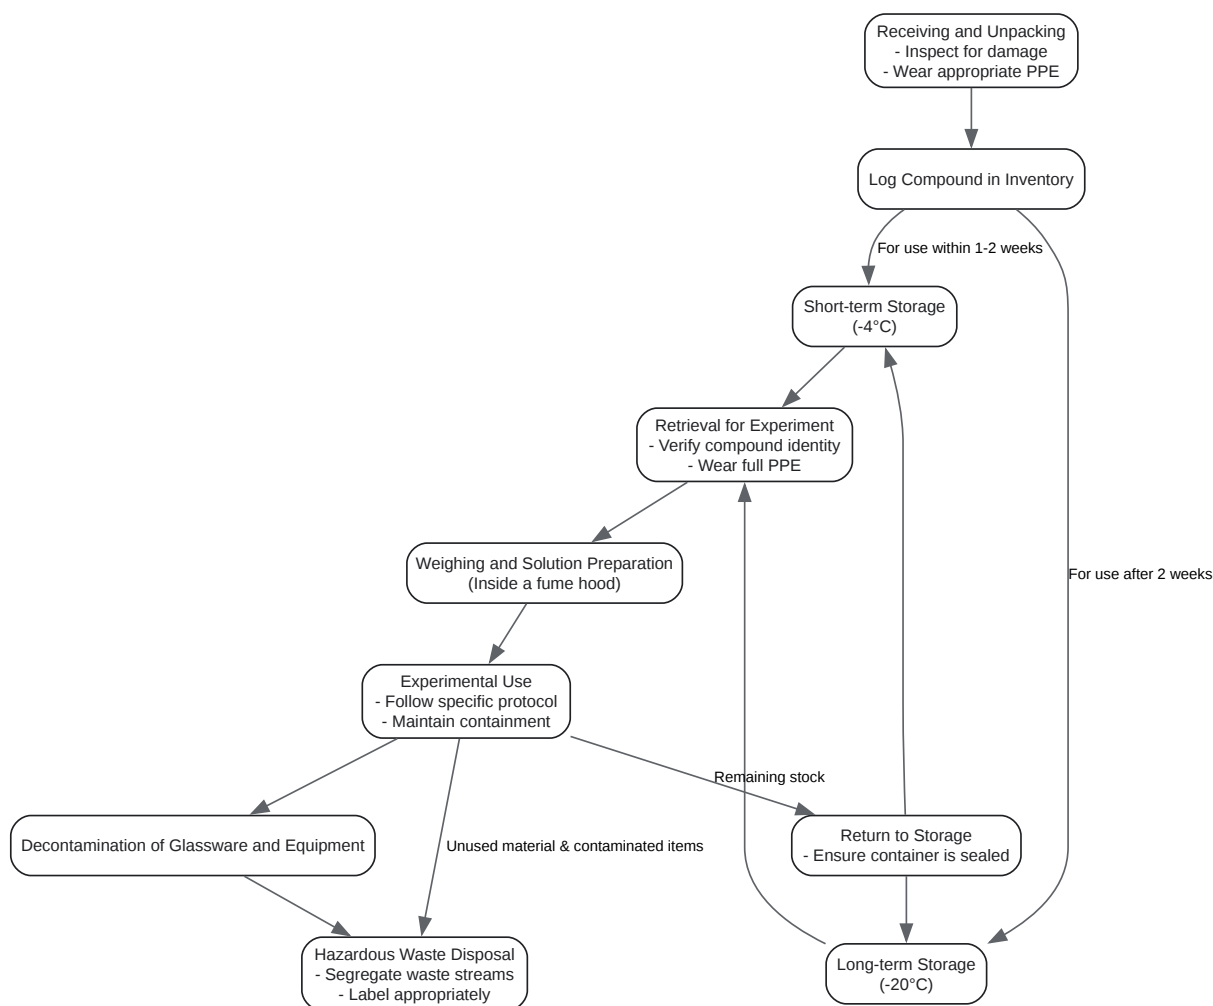 Receiving and Unpacking
- Inspect for damage
- Wear appropriate PPE
Log Compound in Inventory
For use within 1-2 weeks
Short-term Storage
(-4°C)
Retrieval for Experiment
- Verify compound identity
- Wear full PPE
Weighing and Solution Preparation
(Inside a fume hood)
For use after 2 weeks
Experimental Use
- Follow specific protocol
- Maintain containment
Remaining stock
Decontamination of Glassware and Equipment
Unused material & contaminated items
Return to Storage
- Ensure container is sealed
Hazardous Waste Disposal
- Segregate waste streams
- Label appropriately
Long-term Storage
(-20°C)